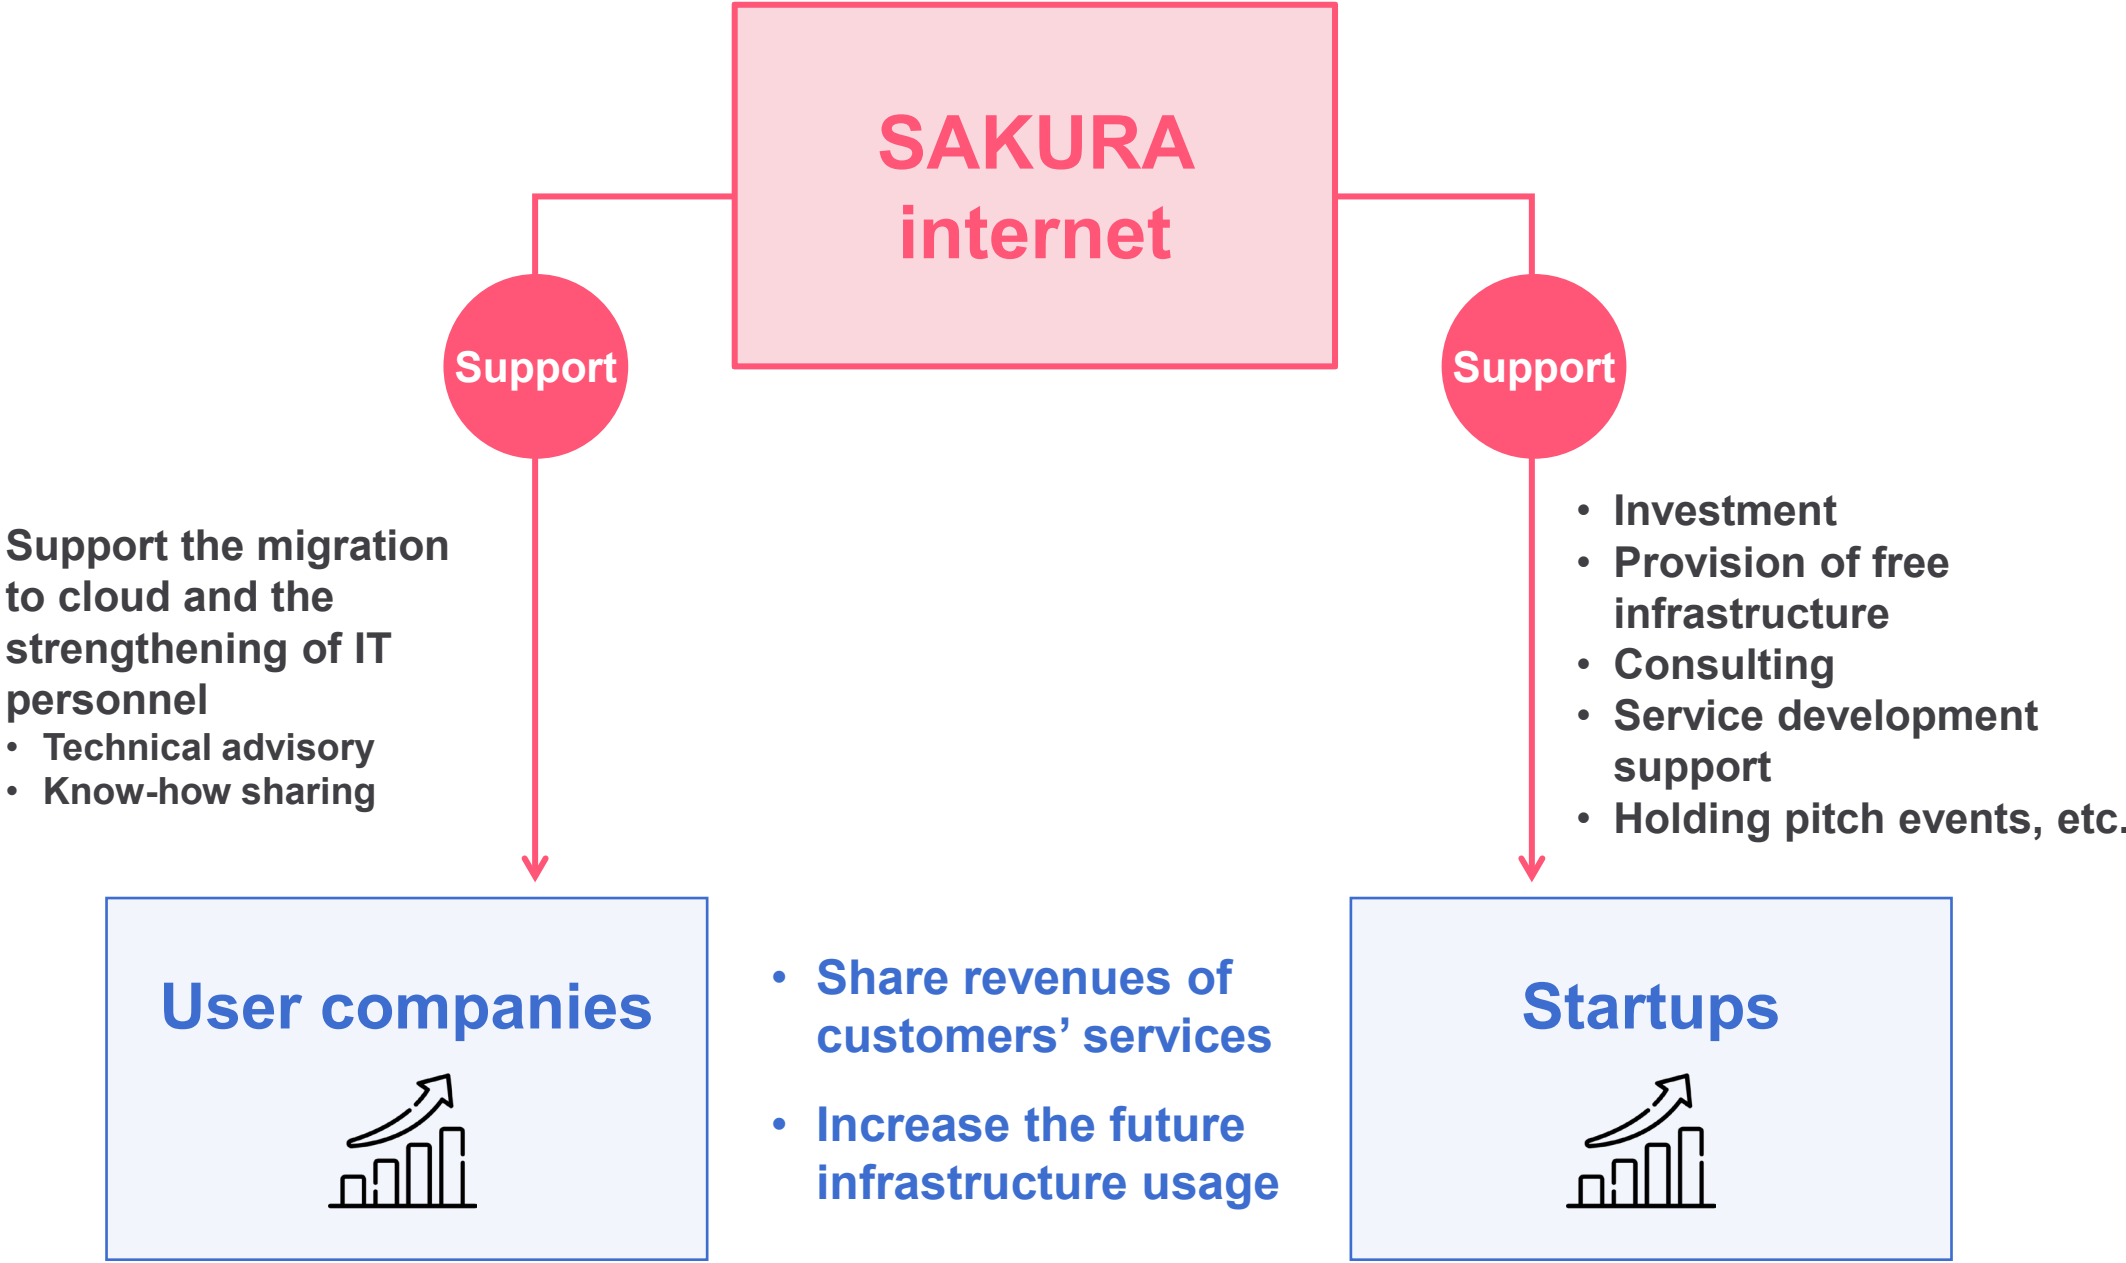 SAKURA
internet
Support
Support
Support the migration
to cloud and the
strengthening of IT
personnel
• Technical advisory
• Know-how sharing
• Investment
• Provision of free
infrastructure
• Consulting
• Service development
support
• Holding pitch events, etc.
User companies
• Share revenues of
customers’ services
• Increase the future
infrastructure usage
Startups